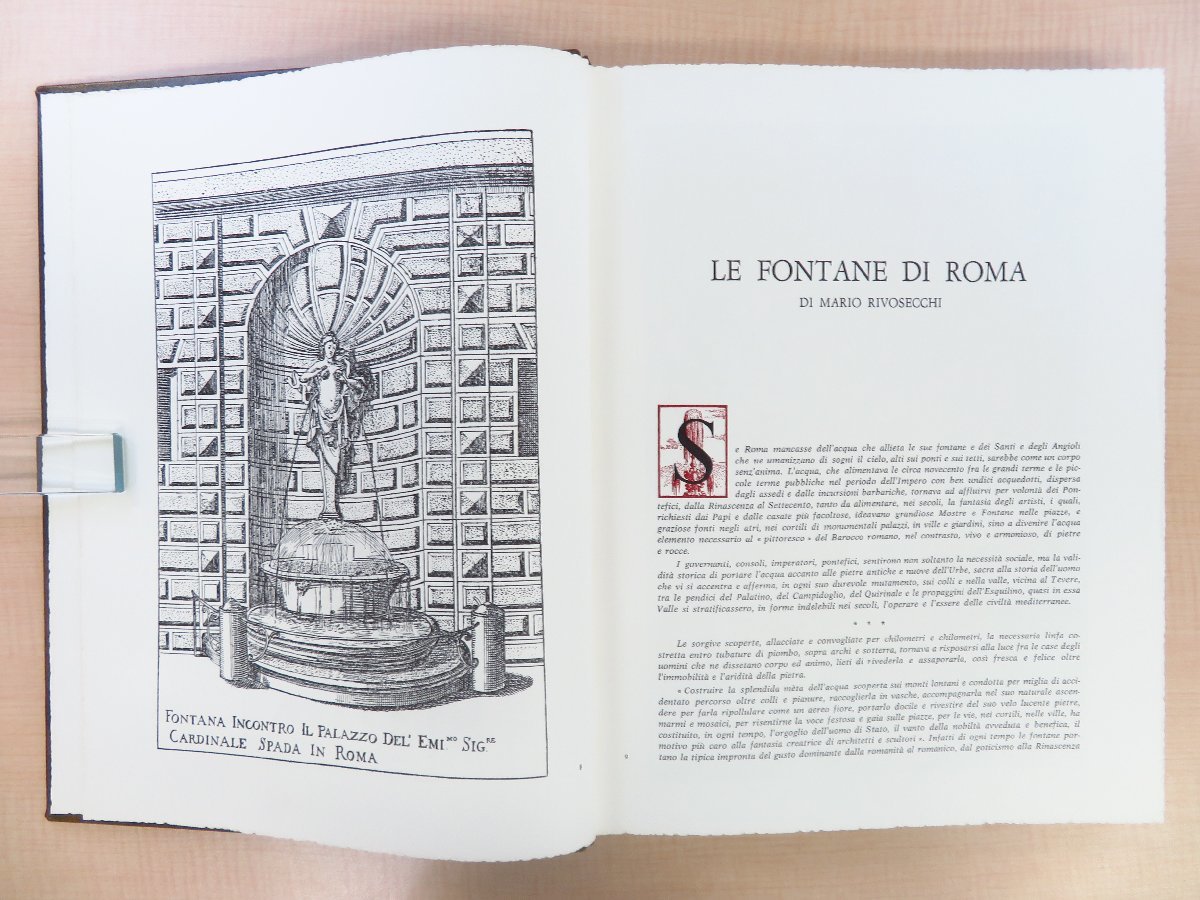 FONTANA INCONTRO IL PALAZZO DEL' EMI^MO SIG.^RE
CARDINALE SPADA IN ROMA
LE FONTANE DI ROMA
DI MARIO RIVOSECCHI
Se Roma mancasse dell'acqua che allieta le sue fontane e dei Santi e degli Angioli
che ne umanizzano di sogni il cielo, alti sui ponti e sui tetti, sarebbe come un corpo
senz'anima. L'acqua, che alimentava le circa novecento fra le grandi terme e le pic-
cole terme pubbliche nel periodo dell'Impero con ben undici acquedotti, dispersa
dagli assedi e dalle incursioni barbariche, tornava ad affluirvi per volontà dei Pon-
tefici, dalla Rinascenza al Settecento, tanto da alimentare, nei secoli, la fantasia degli artisti, i quali,
richiesti dai Papi e dalle casate più facoltose, ideavano grandiose Mostre e Fontane nelle piazze, e
graziose fonti negli atri, nei cortili di monumentali palazzi, in ville e giardini, sino a divenire l'acqua
elemento necessario al « pittoresco » del Barocco romano, nel contrasto, vivo e armonioso, di pietre
e rocce.
I governanti, consoli, imperatori, pontefici, sentirono non soltanto la necessità sociale, ma la vali-
dità storica di portare l'acqua accanto alle pietre antiche e nuove dell'Urbe, sacra alla storia dell'uomo
che vi si accentra e afferma, in ogni suo durevole mutamento, sui colli e nella valle, vicina al Tevere,
tra le pendici del Palatino, del Campidoglio, del Quirinale e le propaggini dell'Esquilino, quasi in essa
Valle si stratificassero, in forme indelebili nei secoli, l'operare e l'essere delle civiltà mediterranee.
* * *
Le sorgive scoperte, allacciate e convogliate per chilometri e chilometri, la necessaria linfa co-
stretta entro tubature di piombo, sopra archi e sotterra, tornava a risposarsi alla luce fra le case degli
uomini che ne dissetano corpo ed animo, lieti di rivederla e assaporarla, così fresca e felice oltre
l'immobilità e l'aridità della pietra.
« Costruire la splendida mèta dell'acqua scoperta sui monti lontani e condotta per miglia di acci-
dentato percorso oltre colli e pianure, raccoglierla in vasche, accompagnarla nel suo naturale ascen-
dere per farla ripollulare come un aereo fiore, portarlo docile e rivestire del suo velo lucente pietre,
marmi e mosaici, per risentirne la voce festosa e gaia sulle piazze, per le vie, nei cortili, nelle ville, ha
costituito, in ogni tempo, l'orgoglio dell'uomo di Stato, il vanto della nobiltà avveduta e benefica, il
motivo più caro alla fantasia creatrice di architetti e scultori ». Infatti di ogni tempo le fontane por-
tano la tipica impronta del gusto dominante dalla romanità al romanico, dal goticismo alla Rinascenza
9